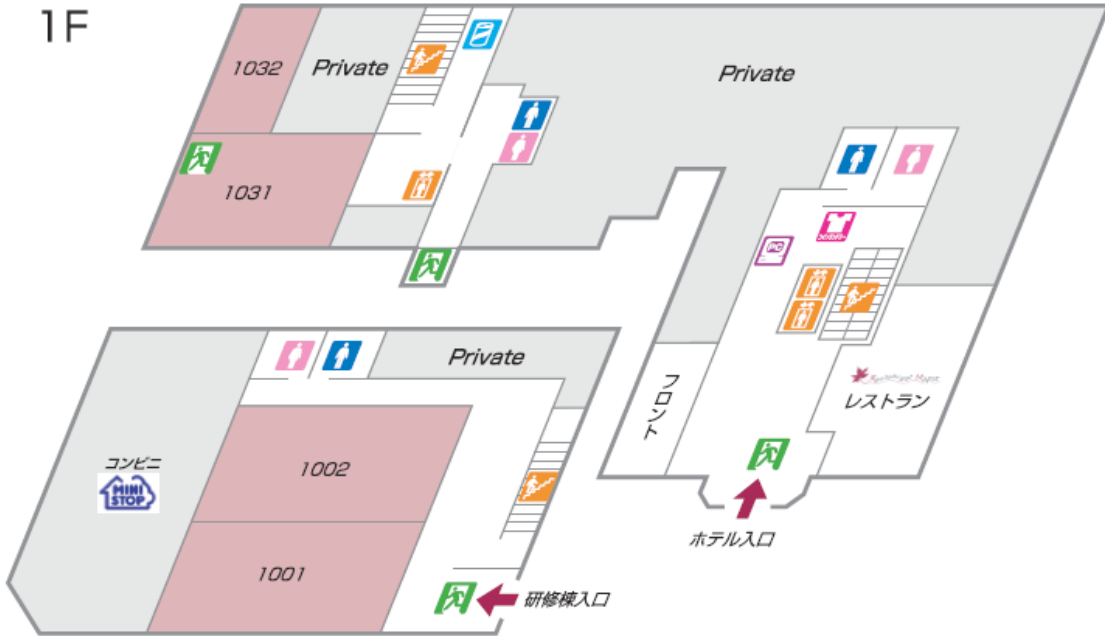 1F
1032
Private
Private
1031
PC
フロント
レストラン
Private
コンビニ
MINI
STOP
1002
1001
ホテル入口
研修棟入口